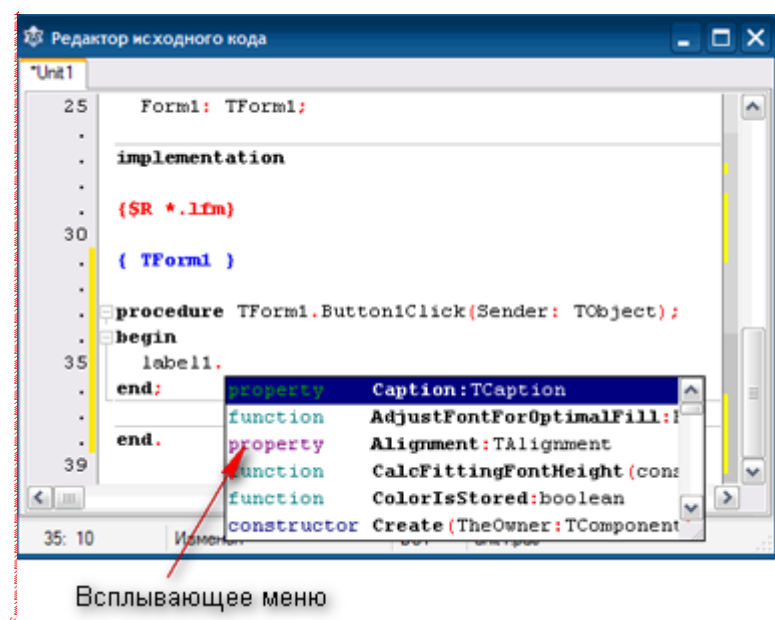 Редактор исходного кода
*Unit1
25 Form1: TForm1;
.
. implementation
.
. {$R *.lfm}
30
. { TForm1 }
.
. procedure TForm1.Button1Click(Sender: TObject);
. begin
35 label1.
. end;
property Caption:TCaption
function AdjustFontForOptimalFill:
. end.
property Alignment:TAlignment
39
function CalcFittingFontHeight(cons
function ColorIsStored:boolean
constructor Create(TheOwner:TComponent
35: 10
Всплывающее меню